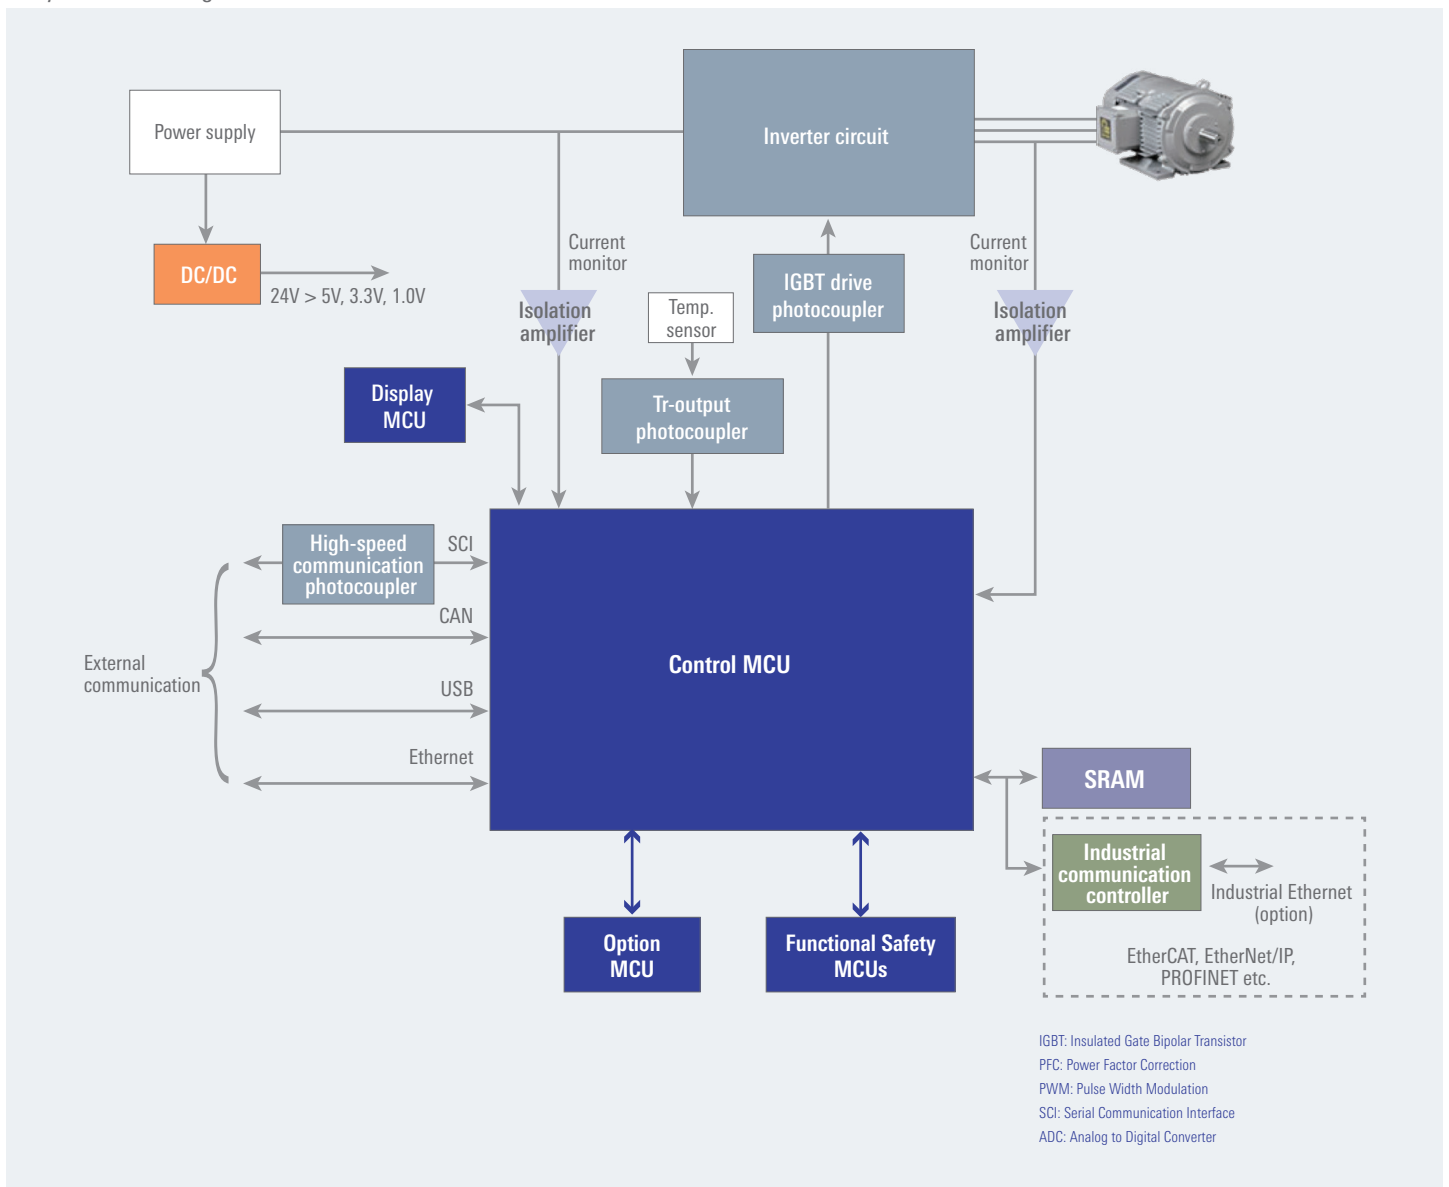 Power supply
Inverter circuit
DC/DC
24V > 5V, 3.3V, 1.0V
Current
monitor
Isolation
amplifier
Temp.
sensor
IGBT drive
photocoupler
Current
monitor
Isolation
amplifier
Display
MCU
Tr-output
photocoupler
High-speed
communication
photocoupler
SCI
CAN
External
communication
USB
Ethernet
Control MCU
SRAM
Industrial
communication
controller
Industrial Ethernet
(option)
EtherCAT, EtherNet/IP,
PROFINET etc.
Option
MCU
Functional Safety
MCUs
IGBT: Insulated Gate Bipolar Transistor
PFC: Power Factor Correction
PWM: Pulse Width Modulation
SCI: Serial Communication Interface
ADC: Analog to Digital Converter